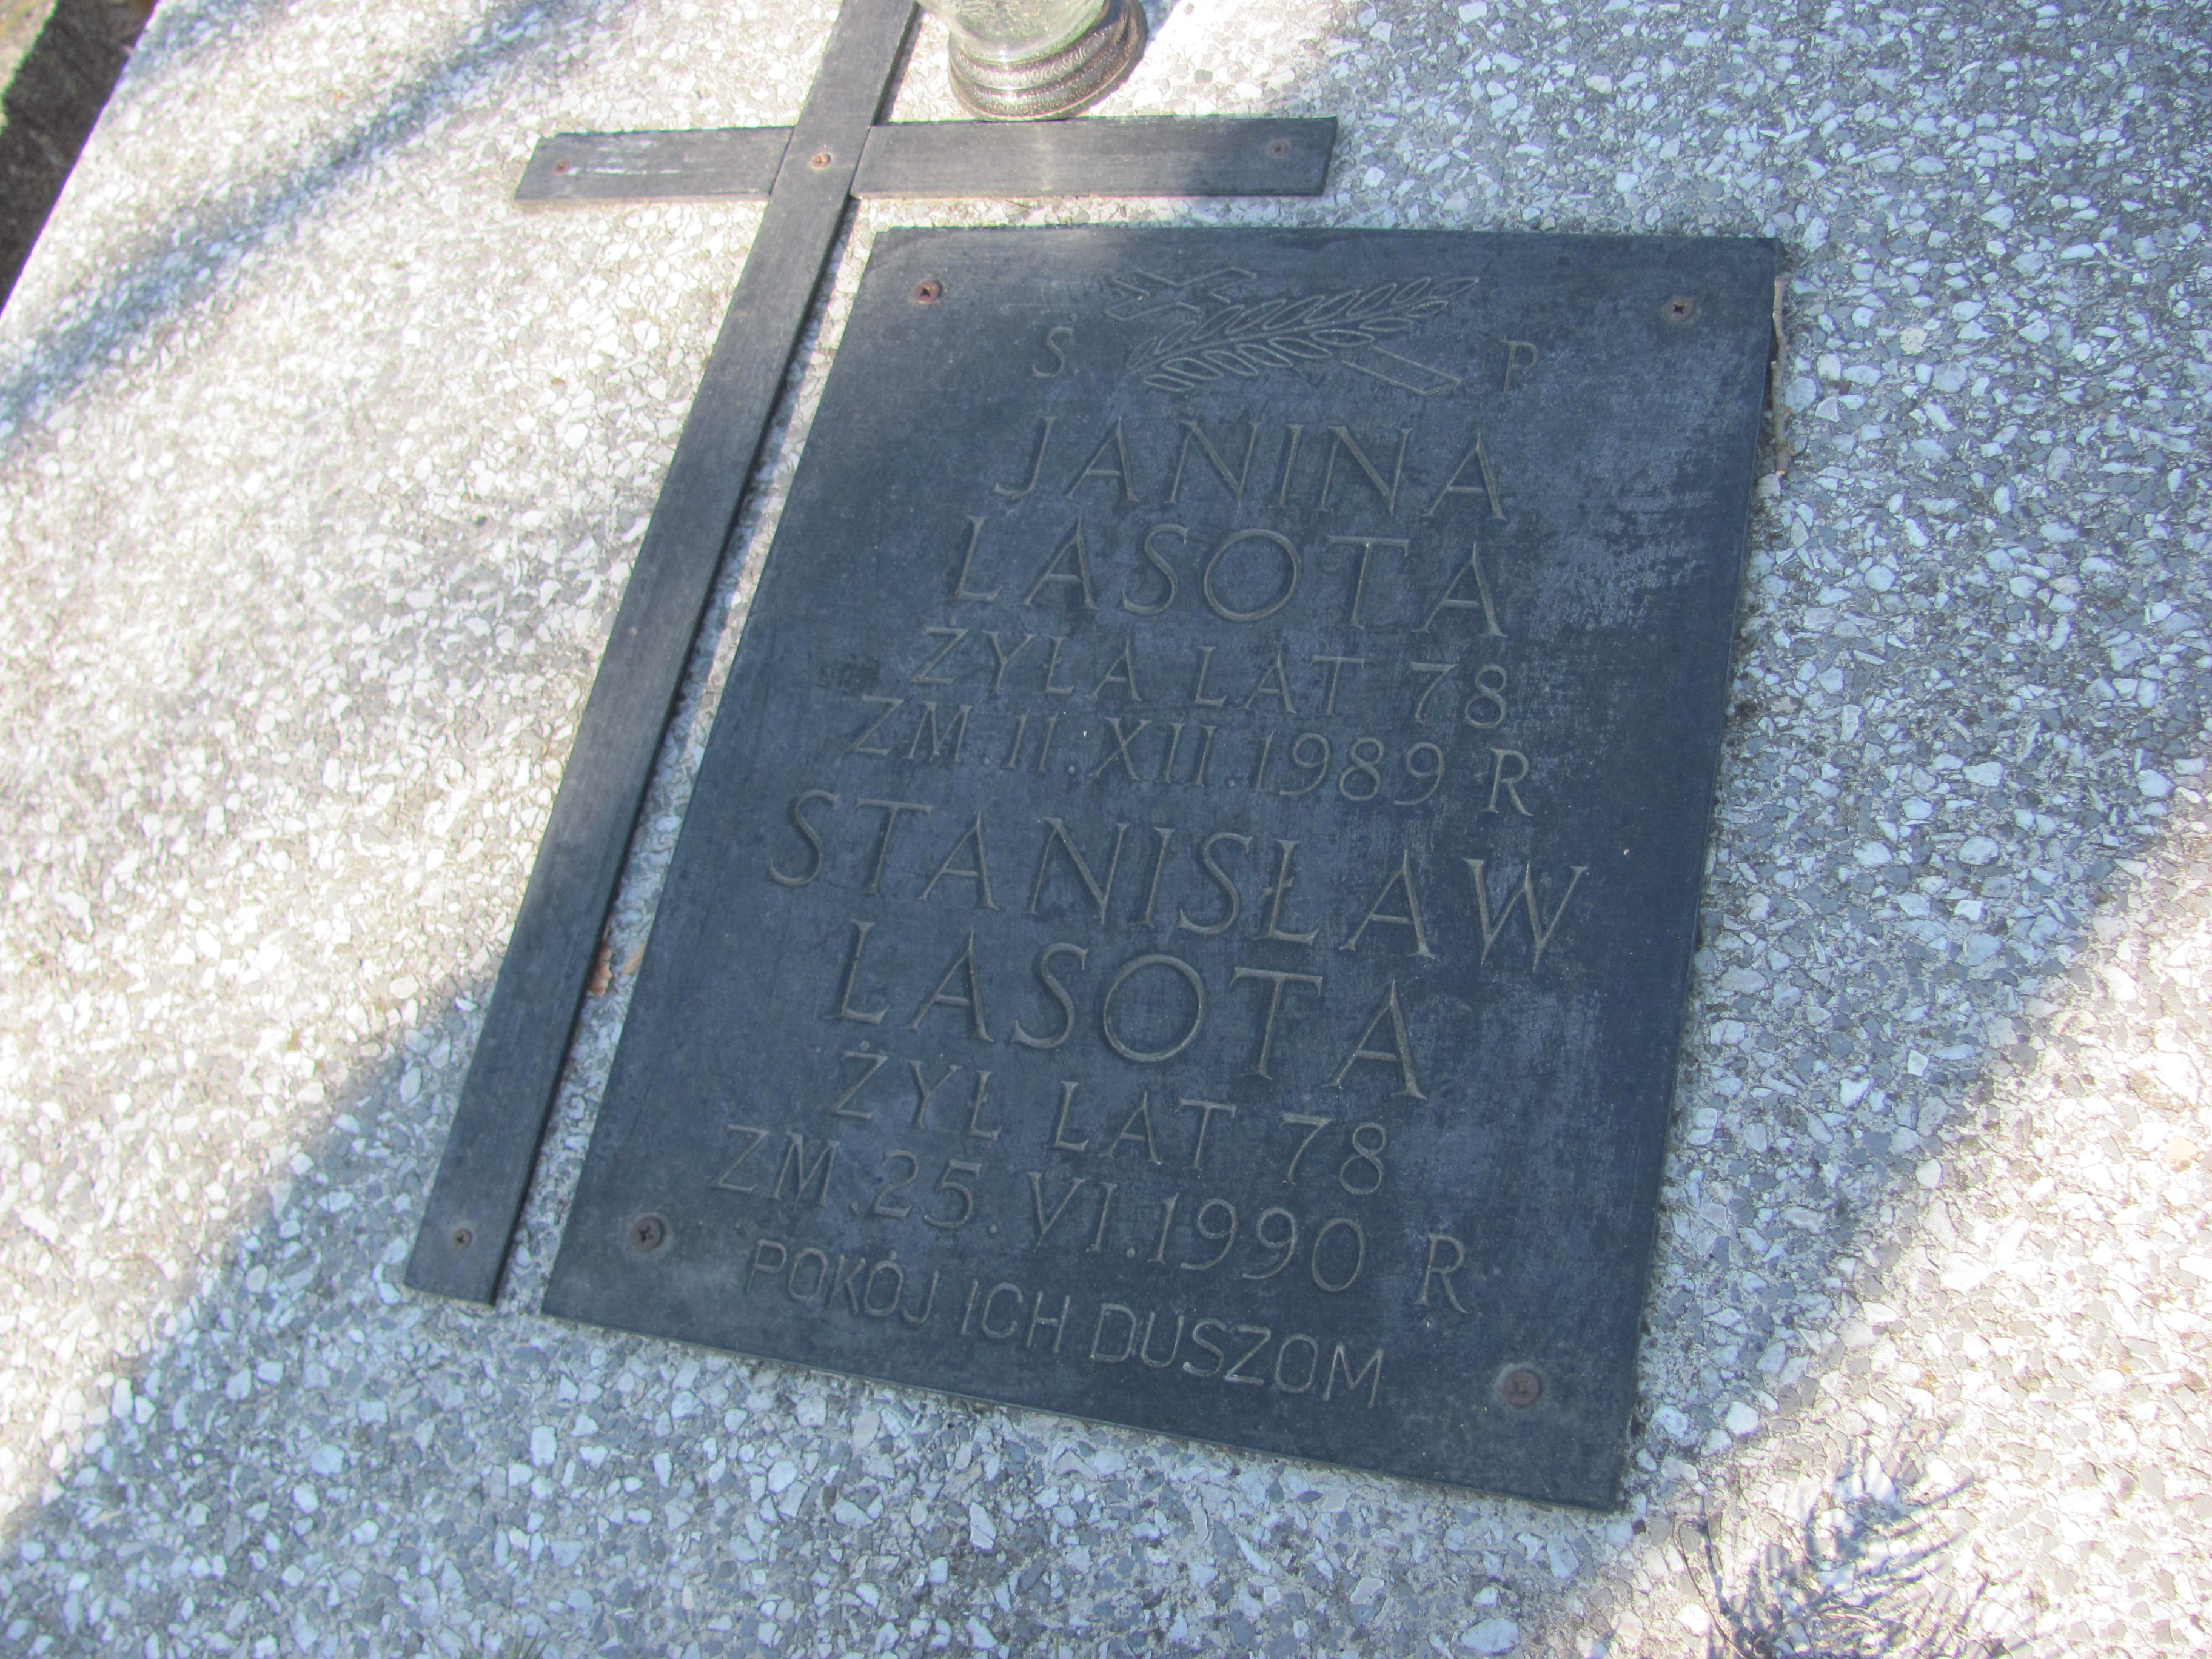 S. P
JANINA
LASOTA
ŻYŁA LAT 78
ZM.11.XII.1989 R
STANISŁAW
LASOTA
ŻYŁ LAT 78
ZM.25.VI.1990 R
POKÓJ ICH DUSZOM